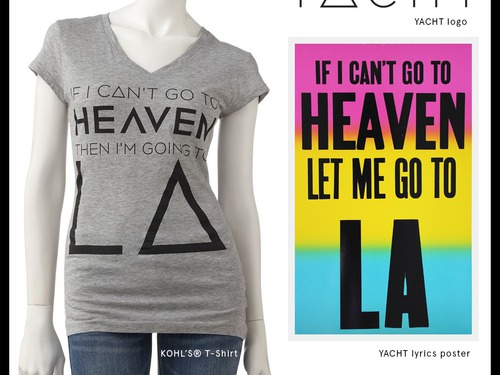 YACHT
YACHT logo
IF I CAN'T GO TO
HEAVEN
THEN I'M GOING TO
LA
KOHL'S® T-Shirt
IF I CAN'T GO TO
HEAVEN
LET ME GO TO
LA
YACHT lyrics poster